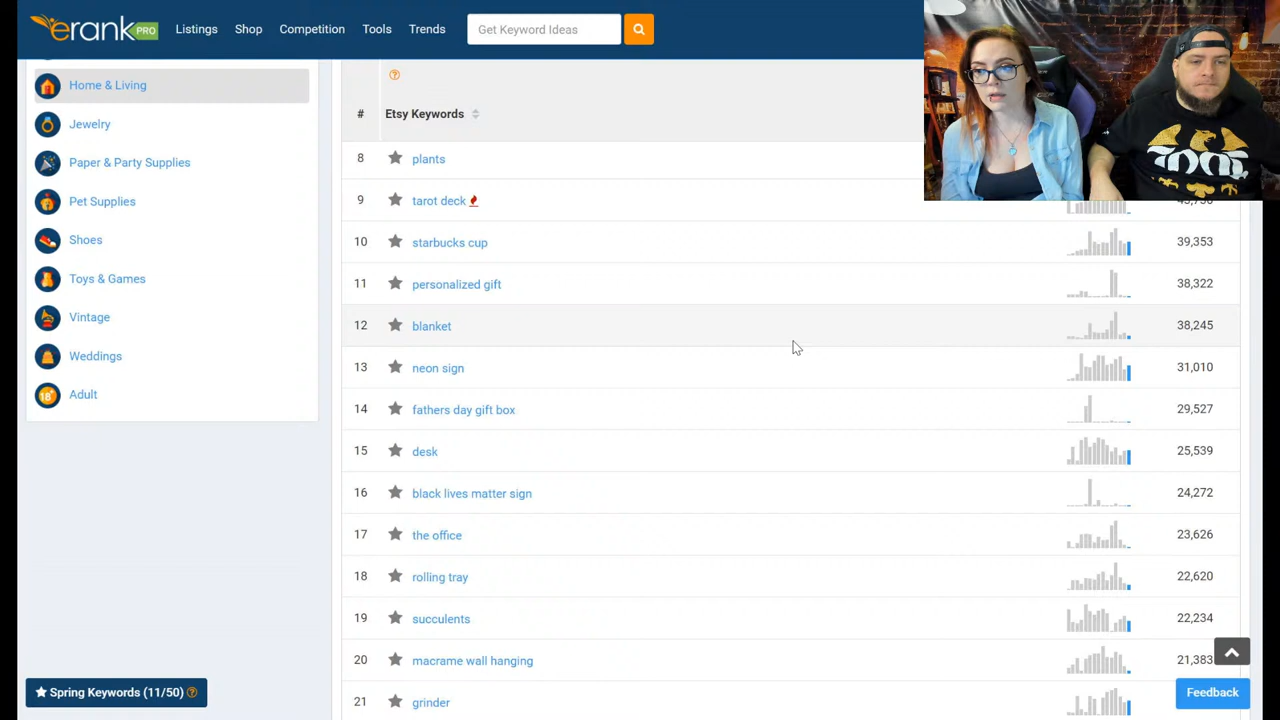 erank PRO
Listings
Shop
Competition
Tools
Trends
Get Keyword Ideas
Home & Living
Jewelry
Paper & Party Supplies
Pet Supplies
Shoes
Toys & Games
Vintage
Weddings
18+ Adult
?
# Etsy Keywords
8 plants
9 tarot deck
10 starbucks cup 39,353
11 personalized gift 38,322
12 blanket 38,245
13 neon sign 31,010
14 fathers day gift box 29,527
15 desk 25,539
16 black lives matter sign 24,272
17 the office 23,626
18 rolling tray 22,620
19 succulents 22,234
20 macrame wall hanging 21,383
21 grinder
Spring Keywords (11/50) ?
Feedback